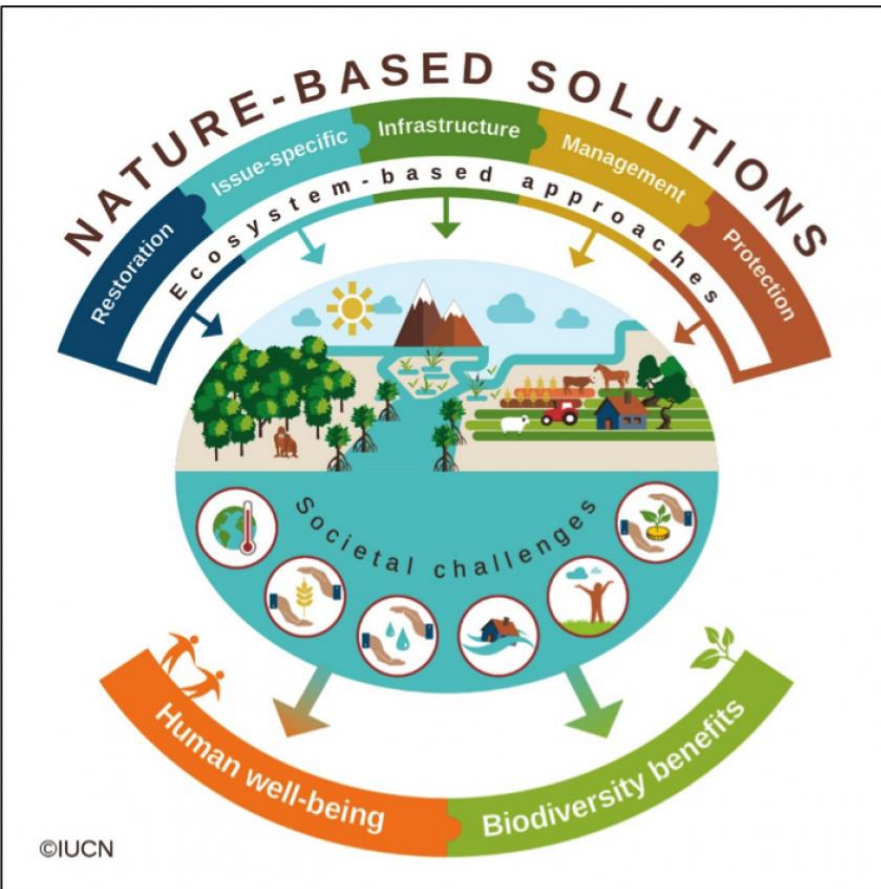 NATURE-BASED SOLUTIONS
Restoration
Issue-specific
Infrastructure
Management
Protection
Ecosystem-based approaches
Societal challenges
Human well-being
Biodiversity benefits
©IUCN